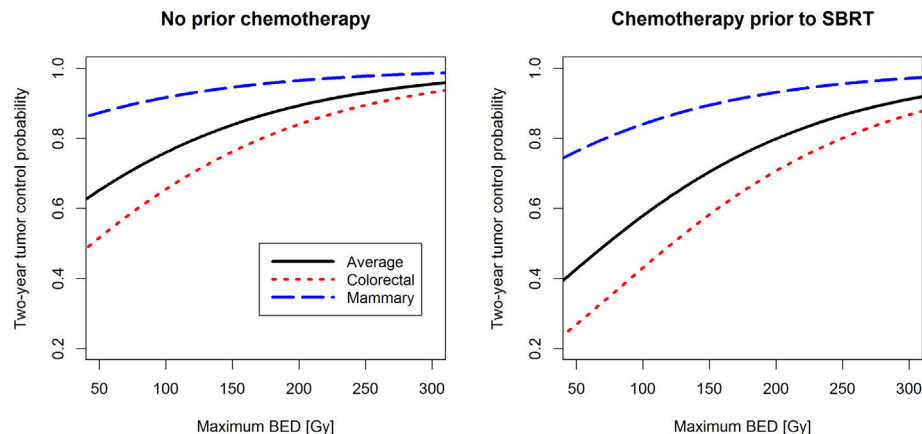 No prior chemotherapy
Two-year tumor control probability
1.0
0.8
0.6
0.4
0.2
Average
Colorectal
Mammary
50 100 150 200 250 300
Maximum BED [Gy]
Chemotherapy prior to SBRT
Two-year tumor control probability
1.0
0.8
0.6
0.4
0.2
50 100 150 200 250 300
Maximum BED [Gy]